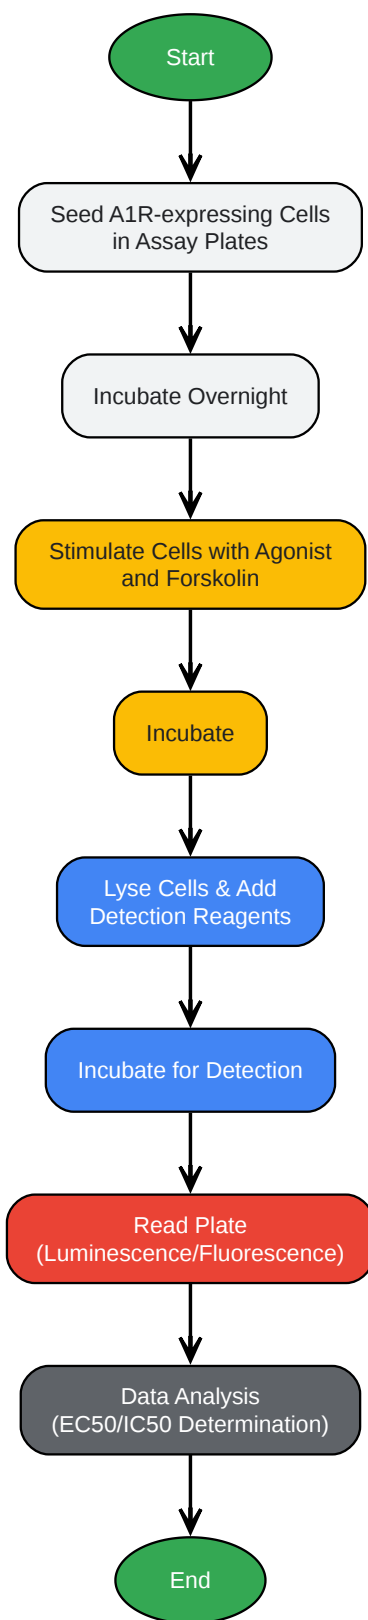 Start
Seed A1R-expressing Cells
in Assay Plates
Incubate Overnight
Stimulate Cells with Agonist
and Forskolin
Incubate
Lyse Cells & Add
Detection Reagents
Incubate for Detection
Read Plate
(Luminescence/Fluorescence)
Data Analysis
(EC50/IC50 Determination)
End